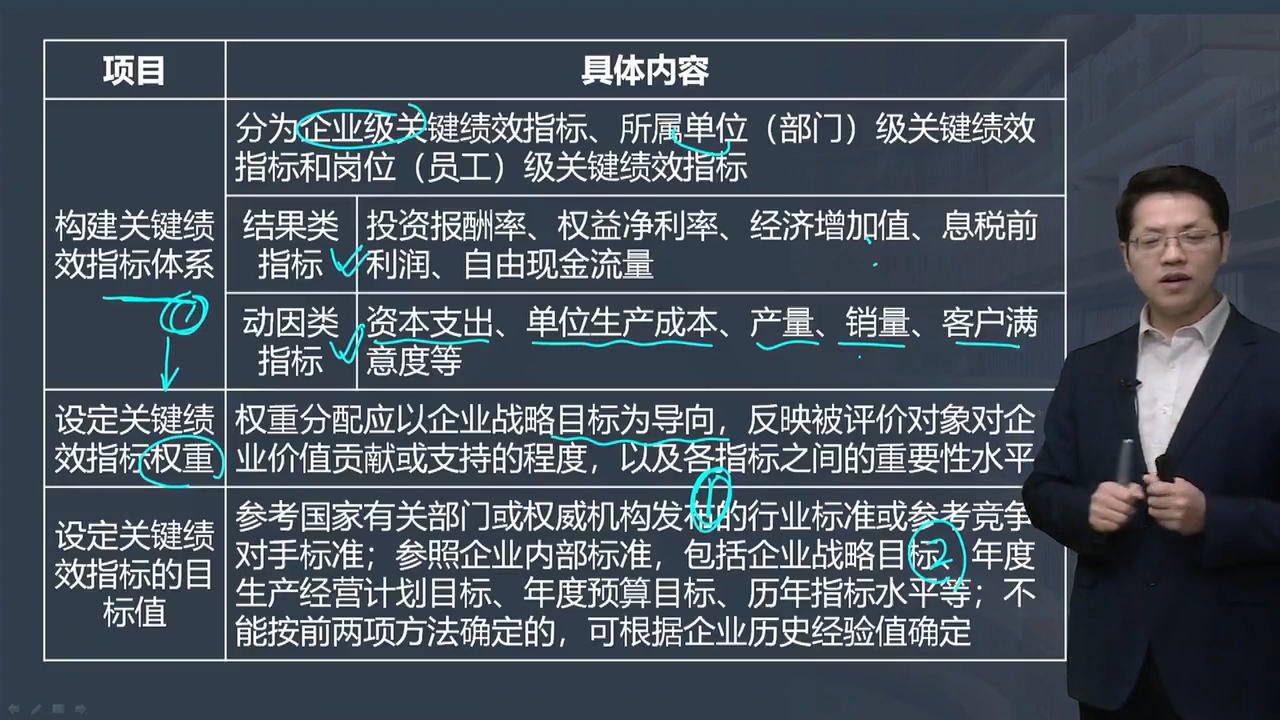 项目
具体内容
构建关键绩
效指标体系
分为企业级关键绩效指标、所属单位（部门）级关键绩效
指标和岗位（员工）级关键绩效指标
结果类
指标
投资报酬率、权益净利率、经济增加值、息税前
利润、自由现金流量
动因类
指标
资本支出、单位生产成本、产量、销量、客户满
意度等
①
设定关键绩
效指标权重
权重分配应以企业战略目标为导向，反映被评价对象对企
业价值贡献或支持的程度，以及各指标之间的重要性水平
设定关键绩
效指标的目
标值
参考国家有关部门或权威机构发布的行业标准或参考竞争
对手标准；参照企业内部标准，包括企业战略目标、年度
生产经营计划目标、年度预算目标、历年指标水平等；不
能按前两项方法确定的，可根据企业历史经验值确定
①
②